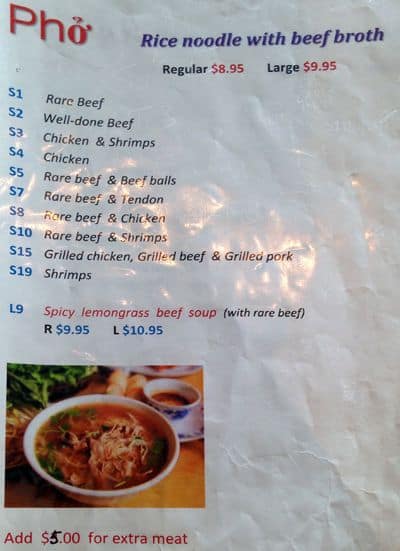 Phở
Rice noodle with beef broth
Regular $8.95 Large $9.95
S1 Rare Beef
S2 Well-done Beef
S3 Chicken & Shrimps
S4 Chicken
S5 Rare beef & Beef balls
S7 Rare beef & Tendon
S8 Rare beef & Chicken
S10 Rare beef & Shrimps
S15 Grilled chicken, Grilled beef & Grilled pork
S19 Shrimps
L9 Spicy lemongrass beef soup (with rare beef)
R $9.95 L $10.95
Add $5.00 for extra meat